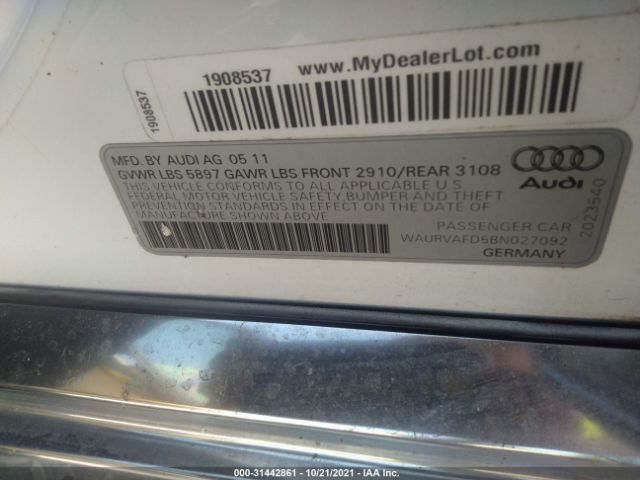 1908537 www.MyDealerLot.com
1908537
MFD. BY AUDI AG 05 11
GVWR LBS 5897 GAWR LBS FRONT 2910/REAR 3108
THIS VEHICLE CONFORMS TO ALL APPLICABLE U S
FEDERAL MOTOR VEHICLE SAFETY,BUMPER AND THEFT
PREVENTION STANDARDS IN EFFECT ON THE DATE OF
MANUFACTURE SHOWN ABOVE
Audi
2023540
PASSENGER CAR
WAURVAFD5BN027092
GERMANY
000-31442861 - 10/21/2021 - IAA Inc.